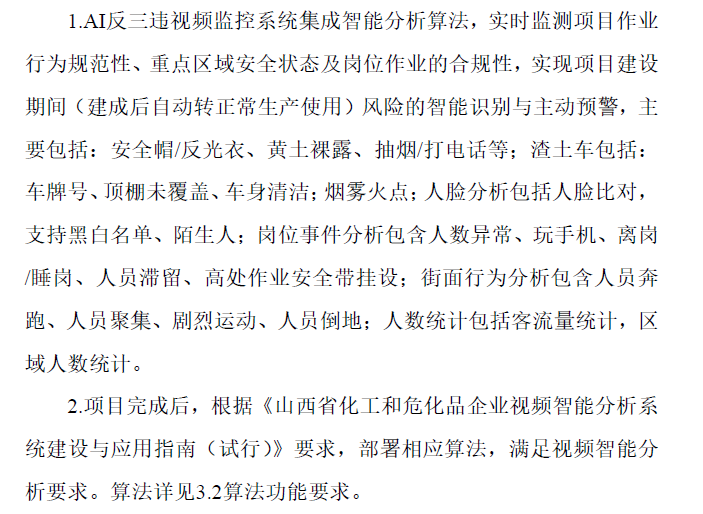 1.AI反三违视频监控系统集成智能分析算法，实时监测项目作业
行为规范性、重点区域安全状态及岗位作业的合规性，实现项目建设
期间（建成后自动转正常生产使用）风险的智能识别与主动预警，主
要包括：安全帽/反光衣、黄土裸露、抽烟/打电话等；渣土车包括：
车牌号、顶棚未覆盖、车身清洁；烟雾火点；人脸分析包括人脸比对，
支持黑白名单、陌生人；岗位事件分析包含人数异常、玩手机、离岗
/睡岗、人员滞留、高处作业安全带挂设；街面行为分析包含人员奔
跑、人员聚集、剧烈运动、人员倒地；人数统计包括客流量统计，区
域人数统计。
2.项目完成后，根据《山西省化工和危化品企业视频智能分析系
统建设与应用指南（试行）》要求，部署相应算法，满足视频智能分
析要求。算法详见3.2算法功能要求。